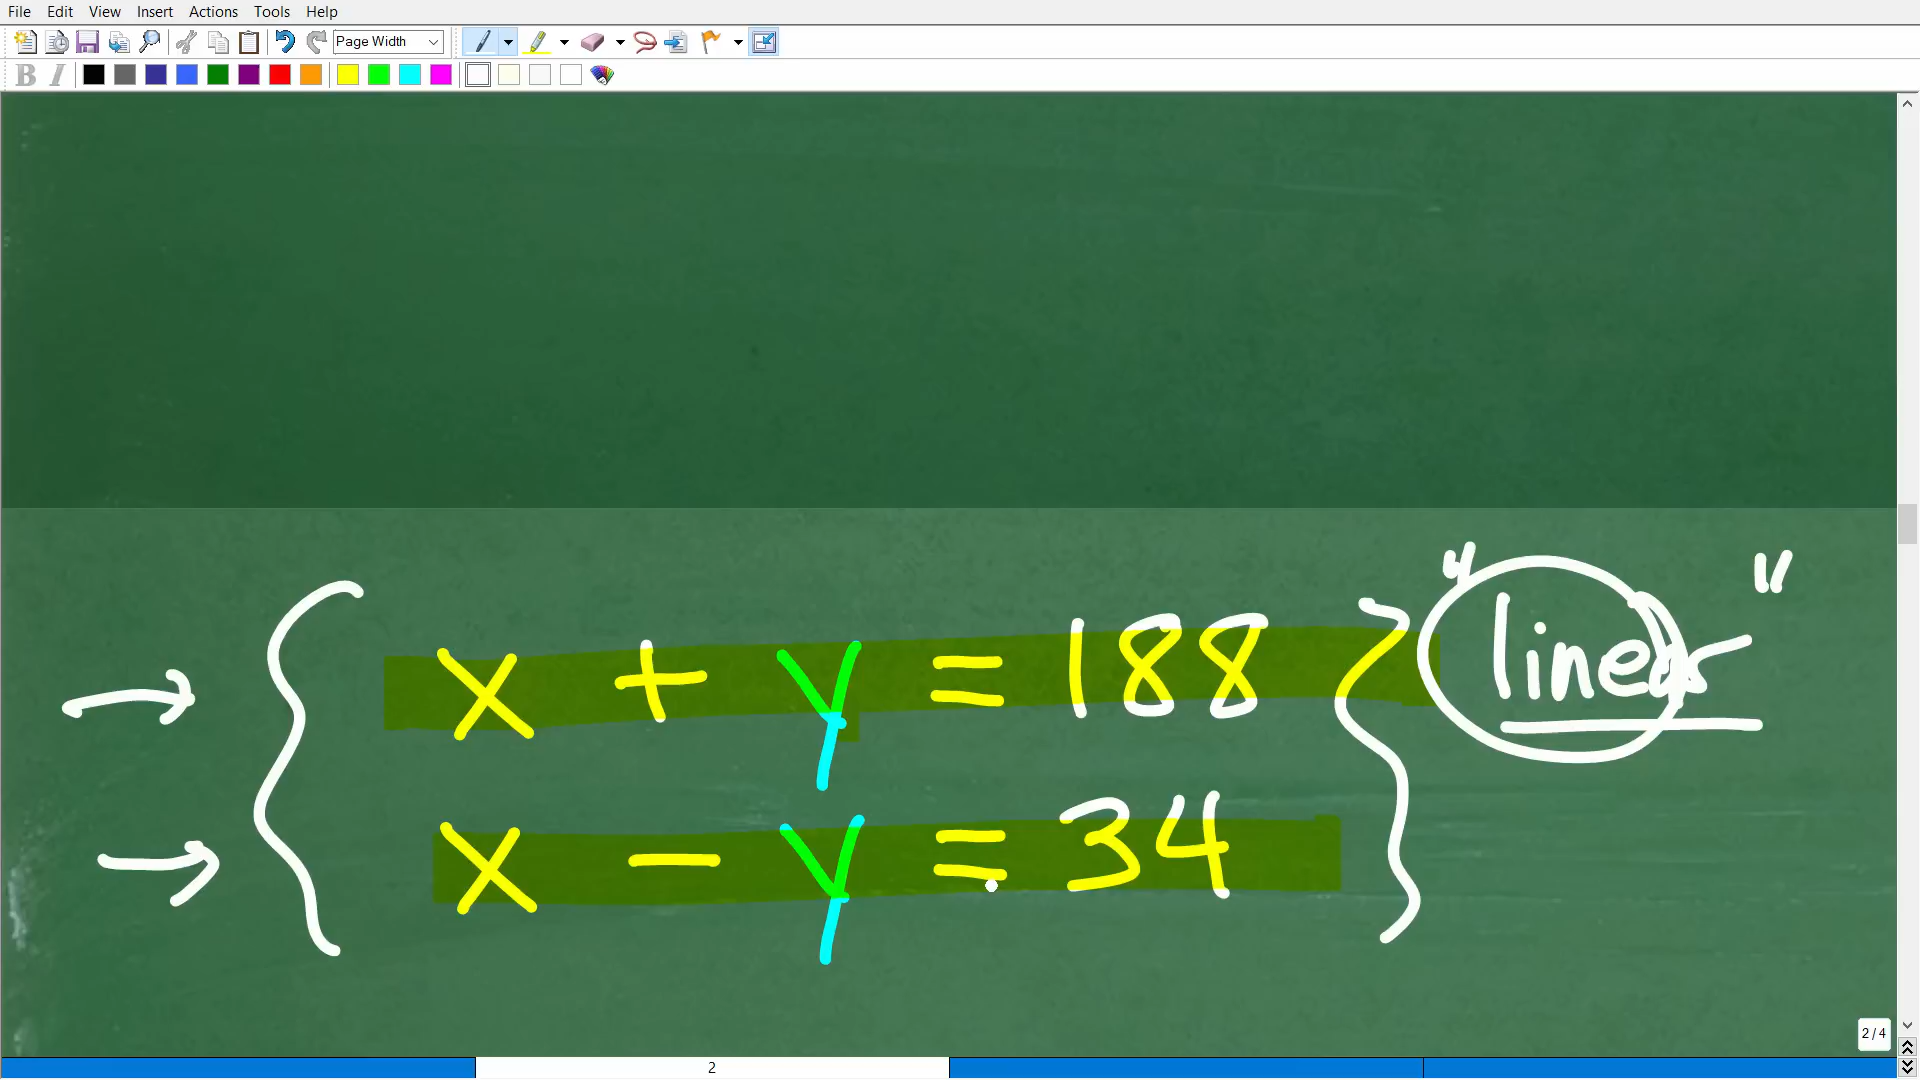 File Edit View Insert Actions Tools Help
Page Width
B I
x + y = 188 "linear"
x - y = 34
2 / 4
2